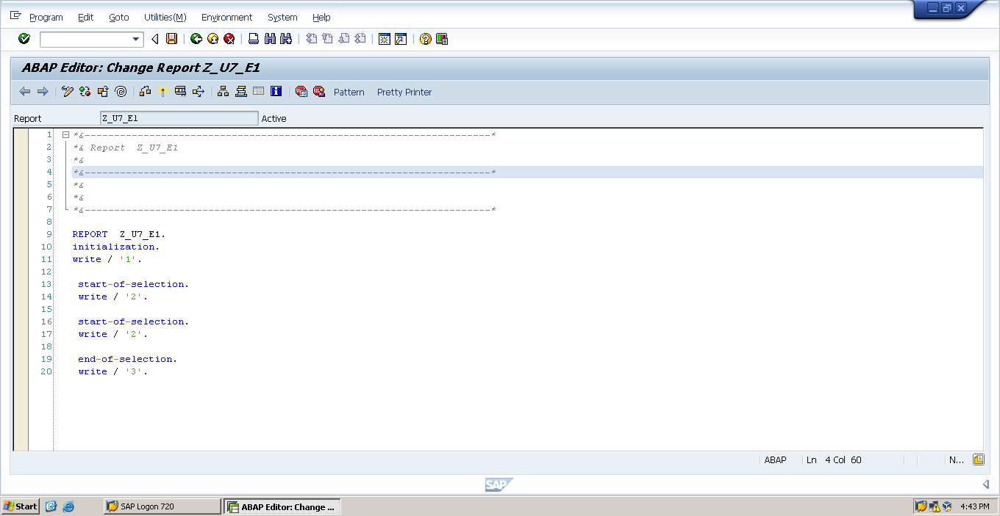 Program Edit Goto Utilities(M) Environment System Help
ABAP Editor: Change Report Z_U7_E1
Pattern Pretty Printer
Report Z_U7_E1 Active
1 *&---------------------------------------------------------------------*
2 *& Report  Z_U7_E1
3 *&
4 *&---------------------------------------------------------------------*
5 *&
6 *&
7 *&---------------------------------------------------------------------*
8
9 REPORT  Z_U7_E1.
10 initialization.
11 write / '1'.
12
13 start-of-selection.
14 write / '2'.
15
16 start-of-selection.
17 write / '2'.
18
19 end-of-selection.
20 write / '3'.
ABAP Ln 4 Col 60 N...
SAP
Start SAP Logon 720 ABAP Editor: Change ... 4:43 PM